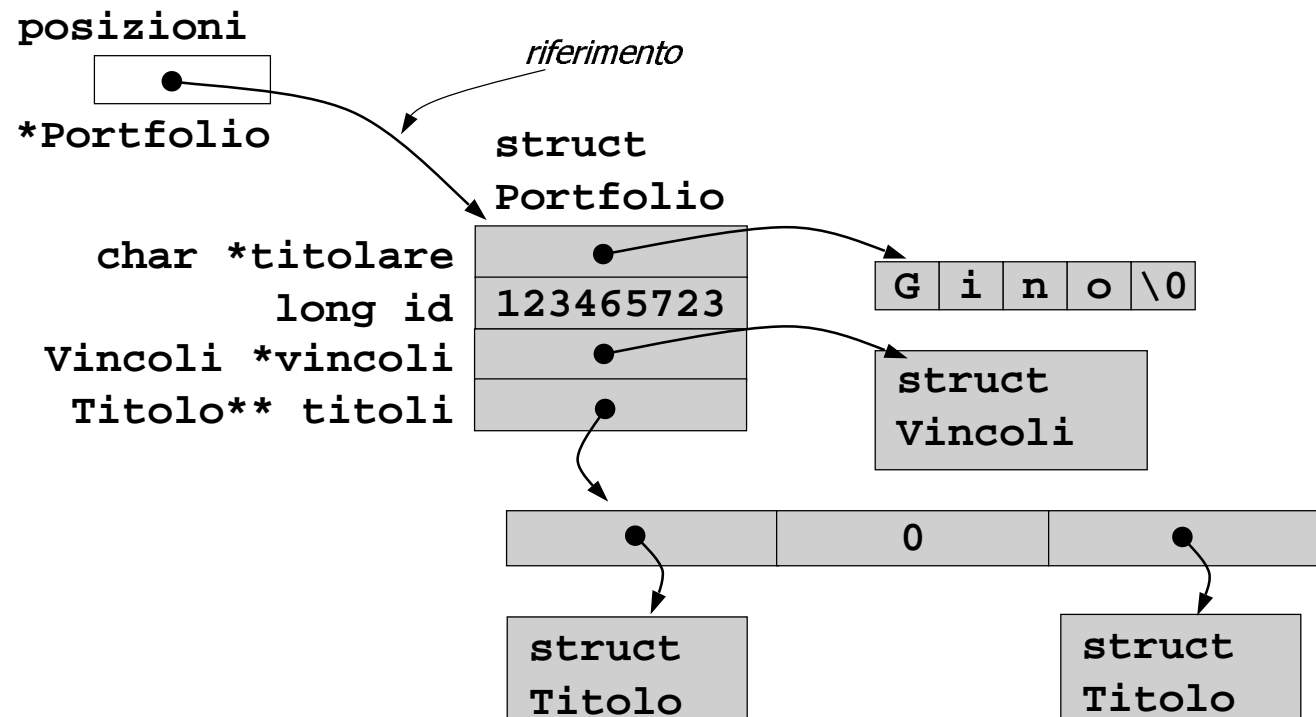 posizioni
riferimento
*Portfolio
struct
Portfolio
char *titolare
G i n o \0
long id 123465723
Vincoli *vincoli
struct
Vincoli
Titolo** titoli
0
struct
Titolo
struct
Titolo